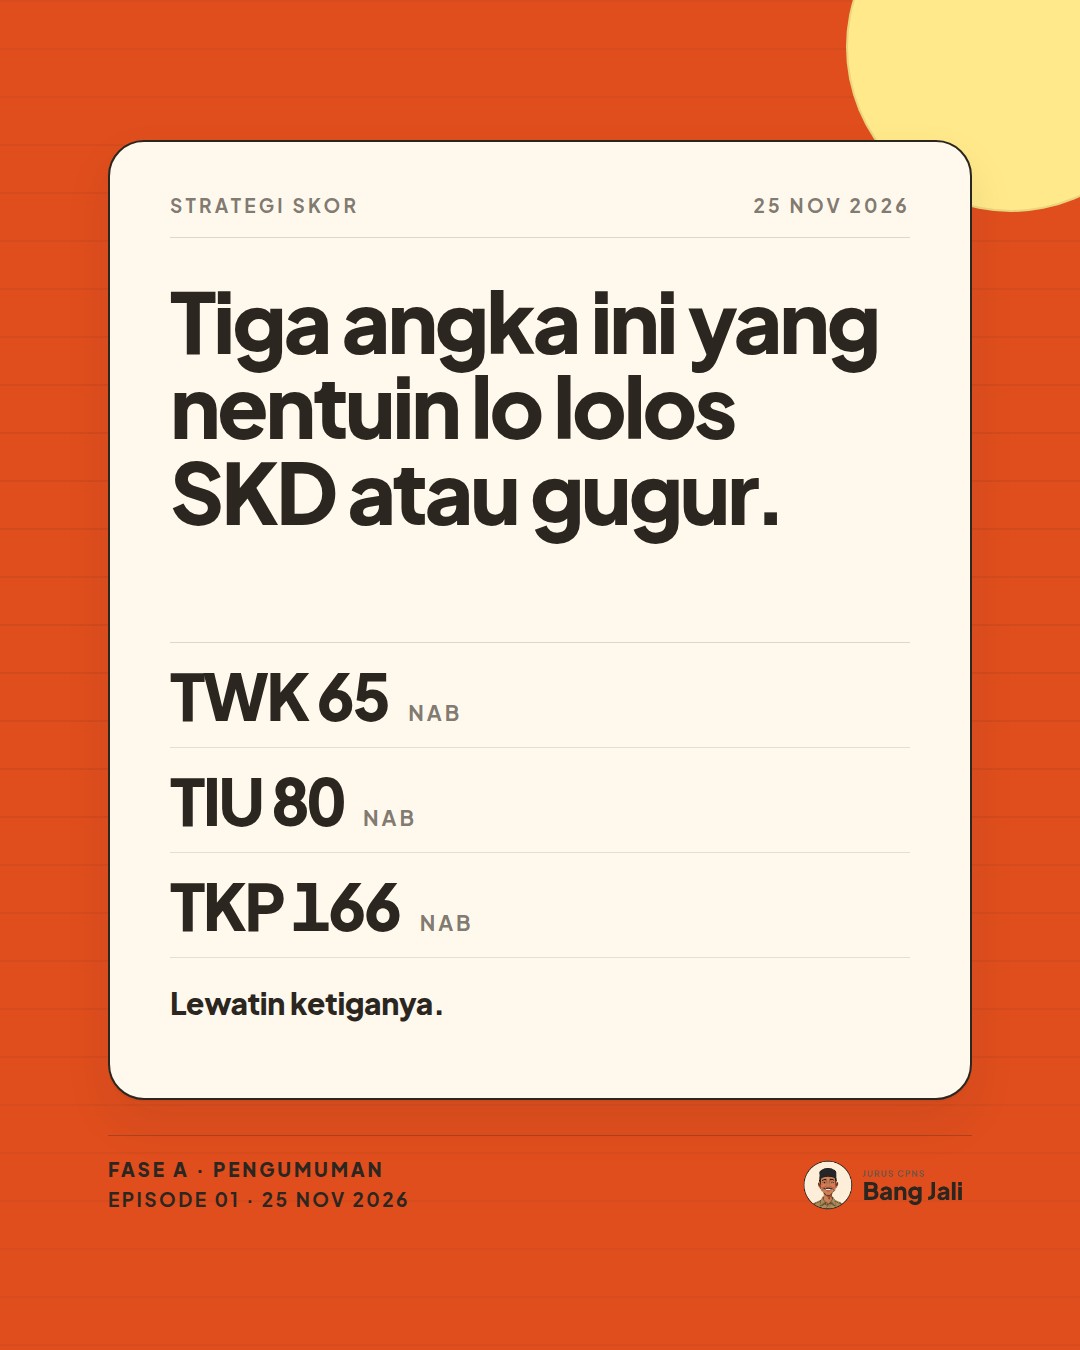 STRATEGI SKOR
25 NOV 2026
Tiga angka ini yang
nentuin lo lolos
SKD atau gugur.
TWK 65 NAB
TIU 80 NAB
TKP 166 NAB
Lewatin ketiganya.
FASE A · PENGUMUMAN
EPISODE 01 · 25 NOV 2026
JURUS CPNS
Bang Jali